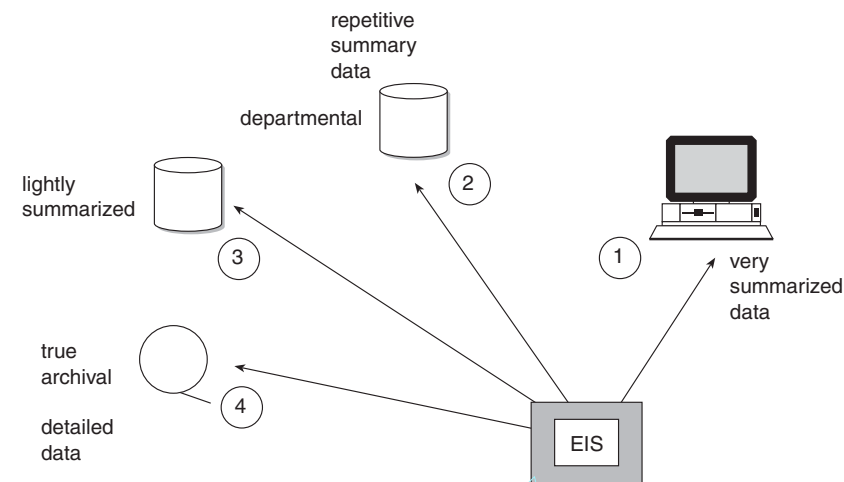 repetitive
summary
data
departmental
2
lightly
summarized
3
1
very
summarized
data
true
archival
4
detailed
data
EIS